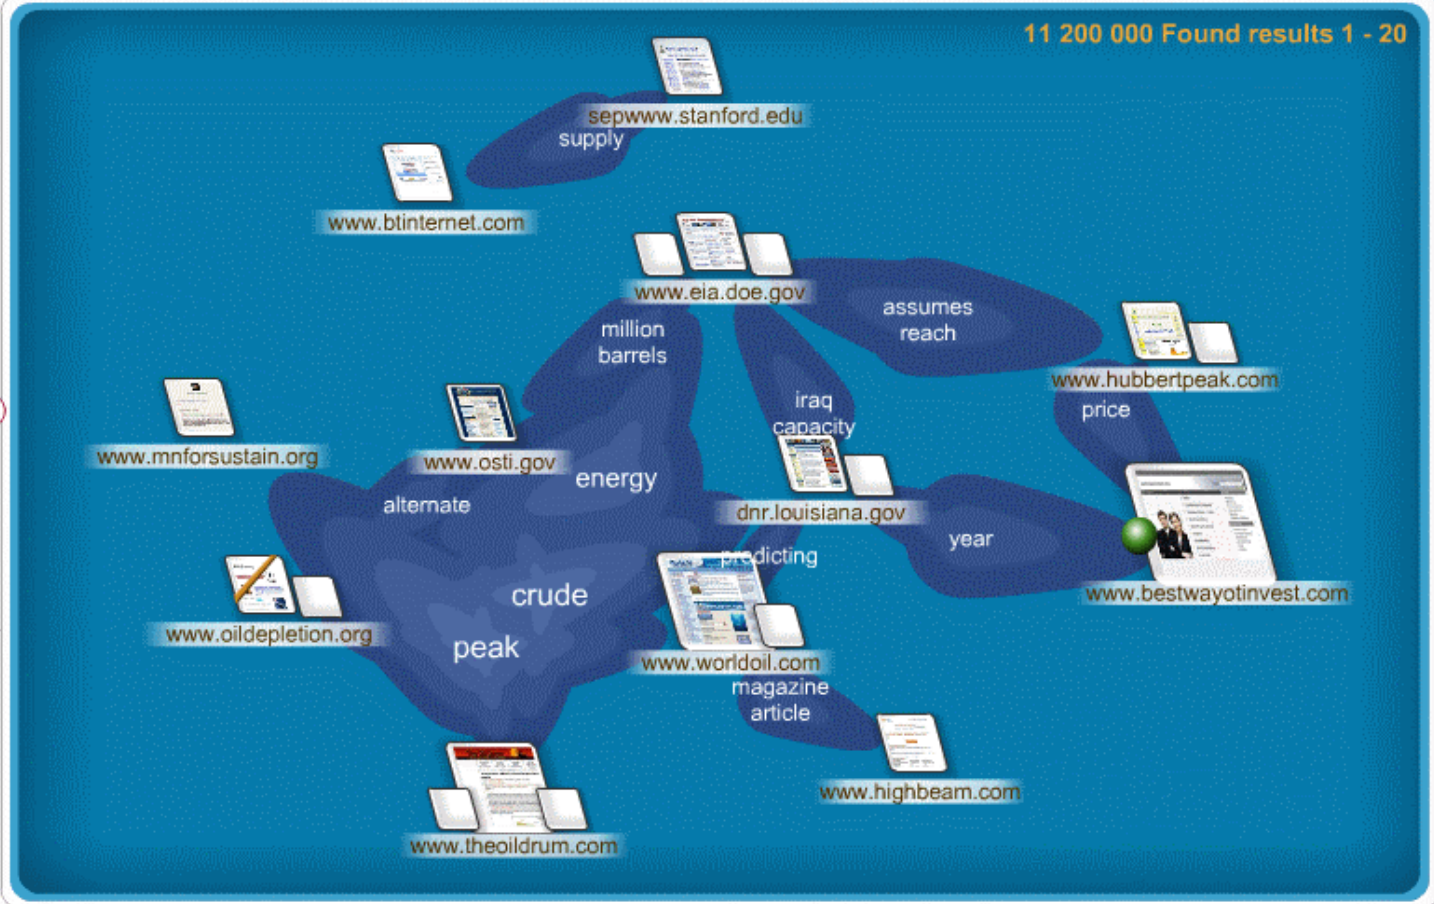 11 200 000 Found results 1 - 20
sepwww.stanford.edu
supply
www.btinternet.com
www.eia.doe.gov
assumes
reach
million
barrels
www.hubbertpeak.com
price
iraq
capacity
www.mnforsustain.org
www.osti.gov
energy
alternate
dnr.louisiana.gov
year
predicting
www.bestwayotinvest.com
crude
www.oildepletion.org
peak
www.worldoil.com
magazine
article
www.highbeam.com
www.theoildrum.com